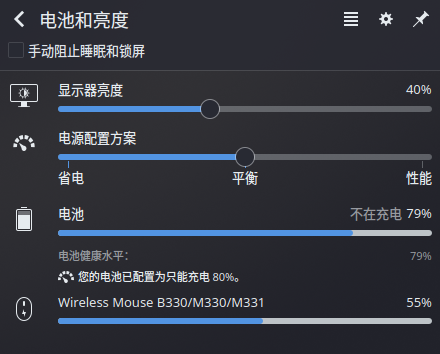 电池和亮度
手动阻止睡眠和锁屏
显示器亮度 40%
电源配置方案
省电 平衡 性能
电池 不在充电 79%
电池健康水平： 79%
您的电池已配置为只能充电 80%。
Wireless Mouse B330/M330/M331 55%